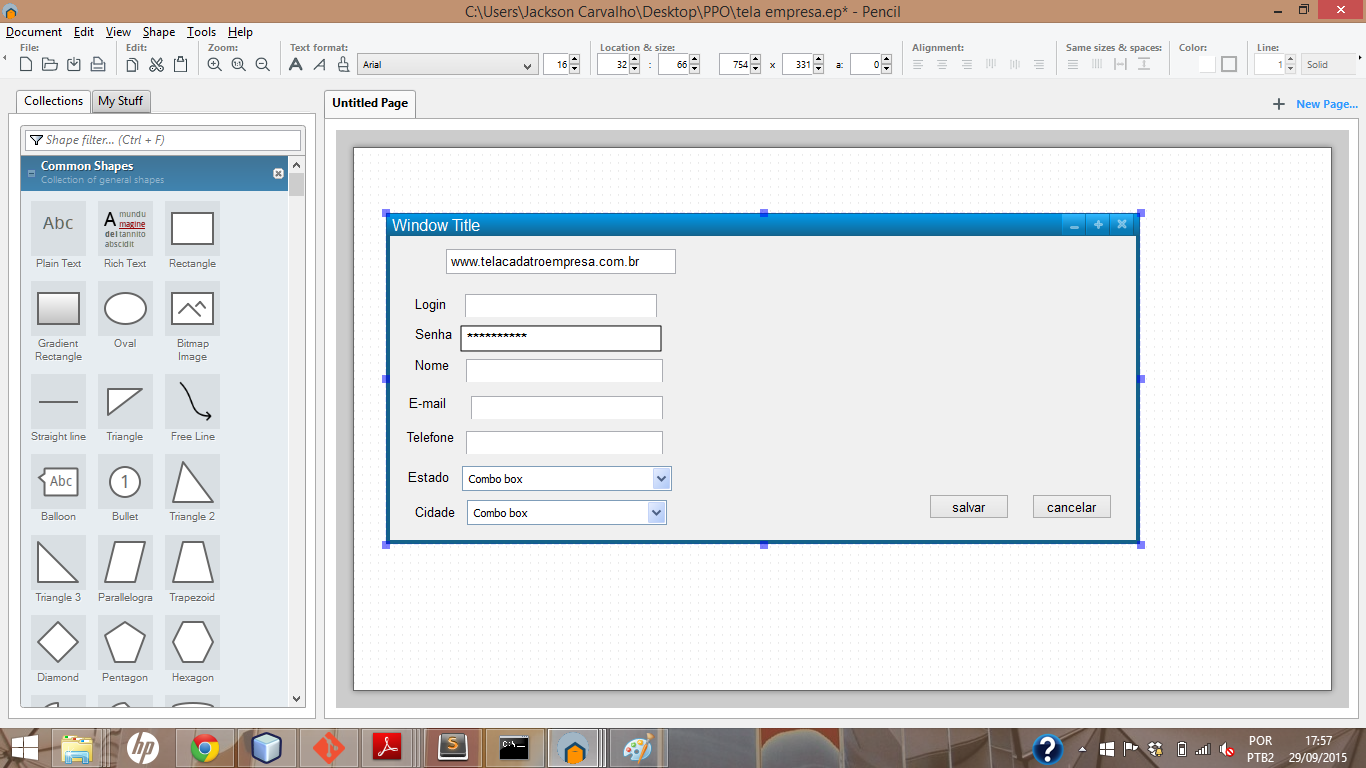 C:\Users\Jackson Carvalho\Desktop\PPO\tela empresa.ep* - Pencil
Document Edit View Shape Tools Help
File: Edit: Zoom: Text format: Location & size: Alignment: Same sizes & spaces: Color: Line:
1:1 A A Arial 16 32 : 66 754 x 331 a: 0 1 Solid
Collections My Stuff
Untitled Page
New Page...
Shape filter... (Ctrl + F)
Common Shapes
Collection of general shapes
Abc
A mundu
magine
del tannito
abscidit
Plain Text Rich Text Rectangle
Gradient Rectangle Oval Bitmap Image
Straight line Triangle Free Line
Abc 1
Balloon Bullet Triangle 2
Triangle 3 Parallelogra Trapezoid
Diamond Pentagon Hexagon
Window Title
www.telacadatroempresa.com.br
Login
Senha **********
Nome
E-mail
Telefone
Estado Combo box
Cidade Combo box
salvar cancelar
hp
S
C:\
?
POR
PTB2
17:57
29/09/2015